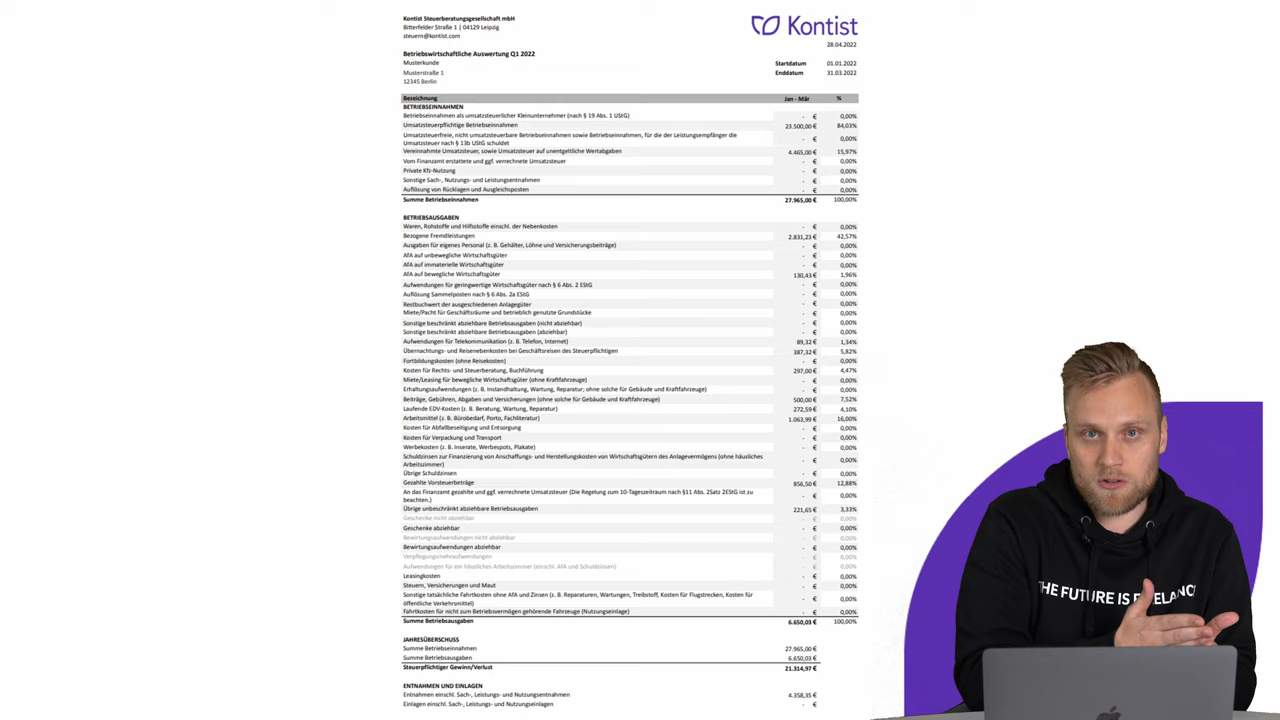 Kontist Steuerberatungsgesellschaft mbH
Bitterfelder Straße 1 | 04129 Leipzig
steuern@kontist.com
Kontist
28.04.2022
Betriebswirtschaftliche Auswertung Q1 2022
Musterkunde
Startdatum 01.01.2022
Musterstraße 1
Enddatum 31.03.2022
12345 Berlin
Bezeichnung Jan - Mär %
BETRIEBSEINNAHMEN
Betriebseinnahmen als umsatzsteuerlicher Kleinunternehmer (nach § 19 Abs. 1 UStG) - € 0,00%
Umsatzsteuerpflichtige Betriebseinnahmen 23.500,00 € 84,03%
Umsatzsteuerfreie, nicht umsatzsteuerbare Betriebseinnahmen sowie Betriebseinnahmen, für die der Leistungsempfänger die
Umsatzsteuer nach § 13b UStG schuldet - € 0,00%
Vereinnahmte Umsatzsteuer, sowie Umsatzsteuer auf unentgeltliche Wertabgaben 4.465,00 € 15,97%
Vom Finanzamt erstattete und ggf. verrechnete Umsatzsteuer - € 0,00%
Private Kfz-Nutzung - € 0,00%
Sonstige Sach-, Nutzungs- und Leistungsentnahmen - € 0,00%
Auflösung von Rücklagen und Ausgleichsposten - € 0,00%
Summe Betriebseinnahmen 27.965,00 € 100,00%
BETRIEBSAUSGABEN
Waren, Rohstoffe und Hilfsstoffe einschl. der Nebenkosten - € 0,00%
Bezogene Fremdleistungen 2.831,23 € 42,57%
Ausgaben für eigenes Personal (z. B. Gehälter, Löhne und Versicherungsbeiträge) - € 0,00%
AfA auf unbewegliche Wirtschaftsgüter - € 0,00%
AfA auf immaterielle Wirtschaftsgüter - € 0,00%
AfA auf bewegliche Wirtschaftsgüter 130,43 € 1,96%
Aufwendungen für geringwertige Wirtschaftsgüter nach § 6 Abs. 2 EStG - € 0,00%
Auflösung Sammelposten nach § 6 Abs. 2a EStG - € 0,00%
Restbuchwert der ausgeschiedenen Anlagegüter - € 0,00%
Miete/Pacht für Geschäftsräume und betrieblich genutzte Grundstücke - € 0,00%
Sonstige beschränkt abziehbare Betriebsausgaben (nicht abziehbar) - € 0,00%
Sonstige beschränkt abziehbare Betriebsausgaben (abziehbar) - € 0,00%
Aufwendungen für Telekommunikation (z. B. Telefon, Internet) 89,32 € 1,34%
Übernachtungs- und Reisenebenkosten bei Geschäftsreisen des Steuerpflichtigen 387,32 € 5,82%
Fortbildungskosten (ohne Reisekosten) - € 0,00%
Kosten für Rechts- und Steuerberatung, Buchführung 297,00 € 4,47%
Miete/Leasing für bewegliche Wirtschaftsgüter (ohne Kraftfahrzeuge) - € 0,00%
Erhaltungsaufwendungen (z. B. Instandhaltung, Wartung, Reparatur; ohne solche für Gebäude und Kraftfahrzeuge) - € 0,00%
Beiträge, Gebühren, Abgaben und Versicherungen (ohne solche für Gebäude und Kraftfahrzeuge) 500,00 € 7,52%
Laufende EDV-Kosten (z. B. Beratung, Wartung, Reparatur) 272,59 € 4,10%
Arbeitsmittel (z. B. Bürobedarf, Porto, Fachliteratur) 1.063,99 € 16,00%
Kosten für Abfallbeseitigung und Entsorgung - € 0,00%
Kosten für Verpackung und Transport - € 0,00%
Werbekosten (z. B. Inserate, Werbespots, Plakate) - € 0,00%
Schuldzinsen zur Finanzierung von Anschaffungs- und Herstellungskosten von Wirtschaftsgütern des Anlagevermögens (ohne häusliches
Arbeitszimmer) - € 0,00%
Übrige Schuldzinsen - € 0,00%
Gezahlte Vorsteuerbeträge 856,50 € 12,88%
An das Finanzamt gezahlte und ggf. verrechnete Umsatzsteuer (Die Regelung zum 10-Tageszeitraum nach §11 Abs. 2Satz 2EStG ist zu
beachten.) - € 0,00%
Übrige unbeschränkt abziehbare Betriebsausgaben 221,65 € 3,33%
Geschenke nicht abziehbar - € 0,00%
Geschenke abziehbar - € 0,00%
Bewirtungsaufwendungen nicht abziehbar - € 0,00%
Bewirtungsaufwendungen abziehbar - € 0,00%
Verpflegungsmehraufwendungen - € 0,00%
Aufwendungen für ein häusliches Arbeitszimmer (einschl. AfA und Schuldzinsen) - € 0,00%
Leasingkosten - € 0,00%
Steuern, Versicherungen und Maut - € 0,00%
Sonstige tatsächliche Fahrtkosten ohne AfA und Zinsen (z. B. Reparaturen, Wartungen, Treibstoff, Kosten für Flugstrecken, Kosten für
öffentliche Verkehrsmittel) - € 0,00%
Fahrtkosten für nicht zum Betriebsvermögen gehörende Fahrzeuge (Nutzungseinlage) - € 0,00%
Summe Betriebsausgaben 6.650,03 € 100,00%
JAHRESÜBERSCHUSS
Summe Betriebseinnahmen 27.965,00 €
Summe Betriebsausgaben 6.650,03 €
Steuerpflichtiger Gewinn/Verlust 21.314,97 €
ENTNAHMEN UND EINLAGEN
Entnahmen einschl. Sach-, Leistungs- und Nutzungsentnahmen 4.358,35 €
Einlagen einschl. Sach-, Leistungs- und Nutzungseinlagen - €
THE FUTURE IS